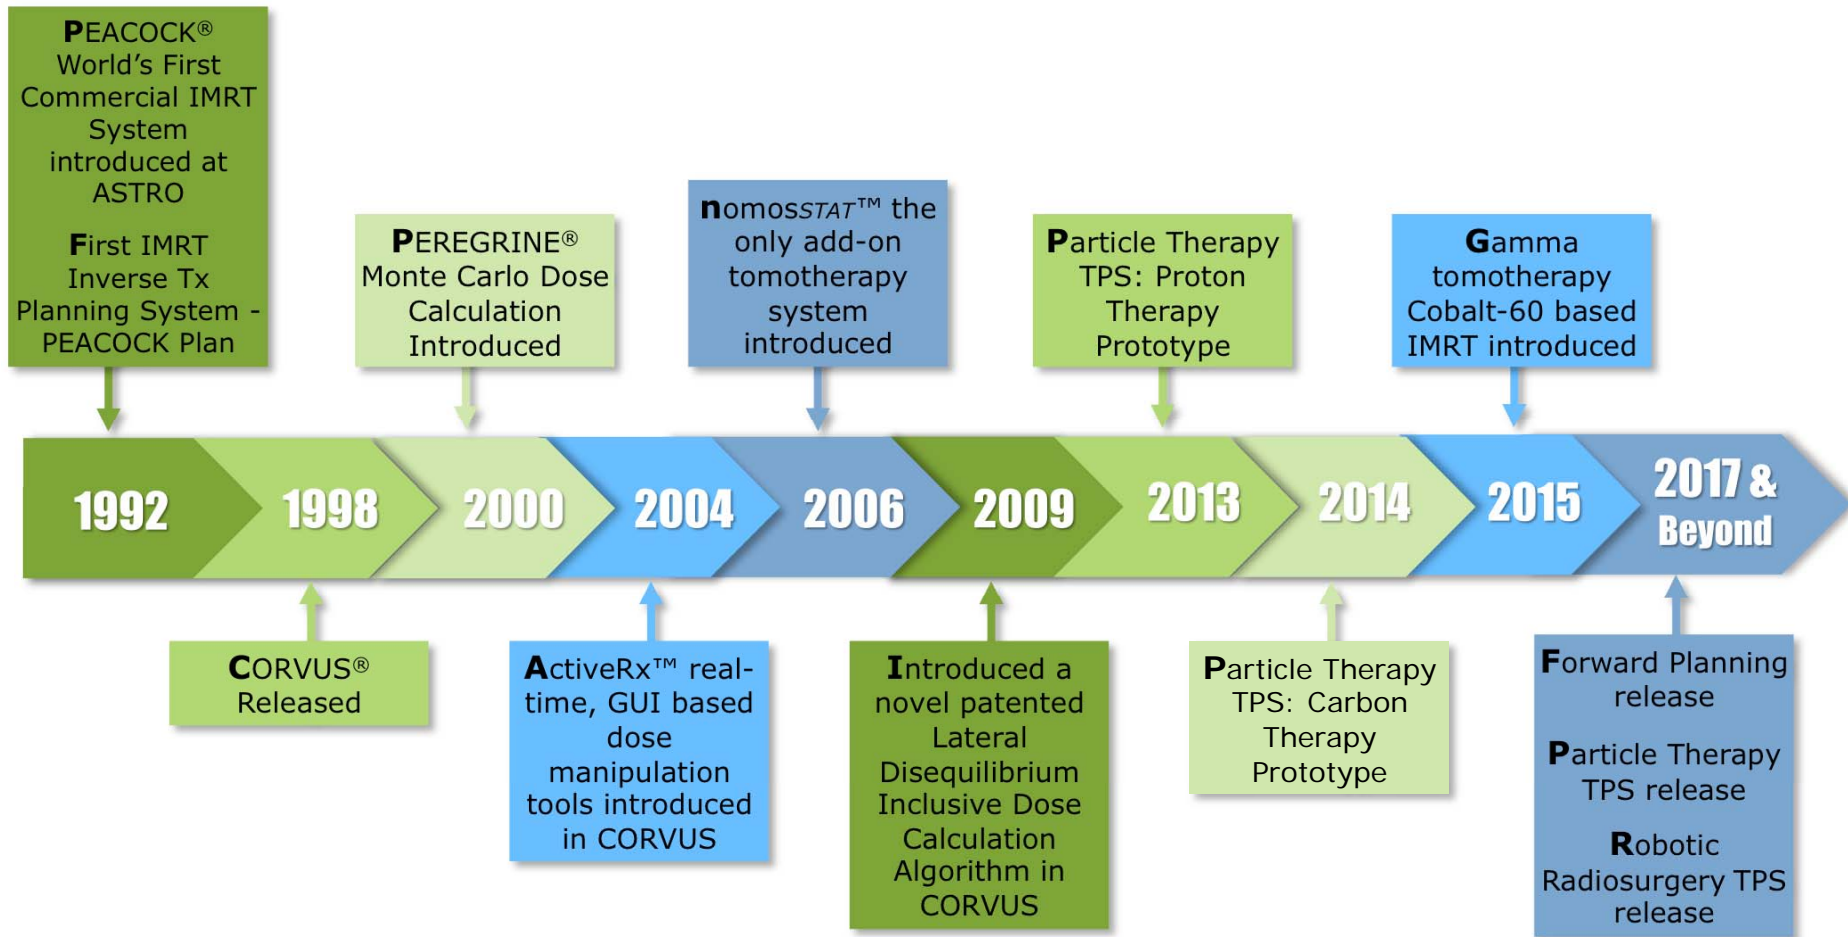 PEACOCK®
World's First
Commercial IMRT
System
introduced at
ASTRO
First IMRT
Inverse Tx
Planning System -
PEACOCK Plan
PEREGRINE®
Monte Carlo Dose
Calculation
Introduced
nomosSTAT™ the
only add-on
tomotherapy
system
introduced
Particle Therapy
TPS: Proton
Therapy
Prototype
Gamma
tomotherapy
Cobalt-60 based
IMRT introduced
1992
1998
2000
2004
2006
2009
2013
2014
2015
2017 &
Beyond
CORVUS®
Released
ActiveRx™ real-
time, GUI based
dose
manipulation
tools introduced
in CORVUS
Introduced a
novel patented
Lateral
Disequilibrium
Inclusive Dose
Calculation
Algorithm in
CORVUS
Particle Therapy
TPS: Carbon
Therapy
Prototype
Forward Planning
release
Particle Therapy
TPS release
Robotic
Radiosurgery TPS
release